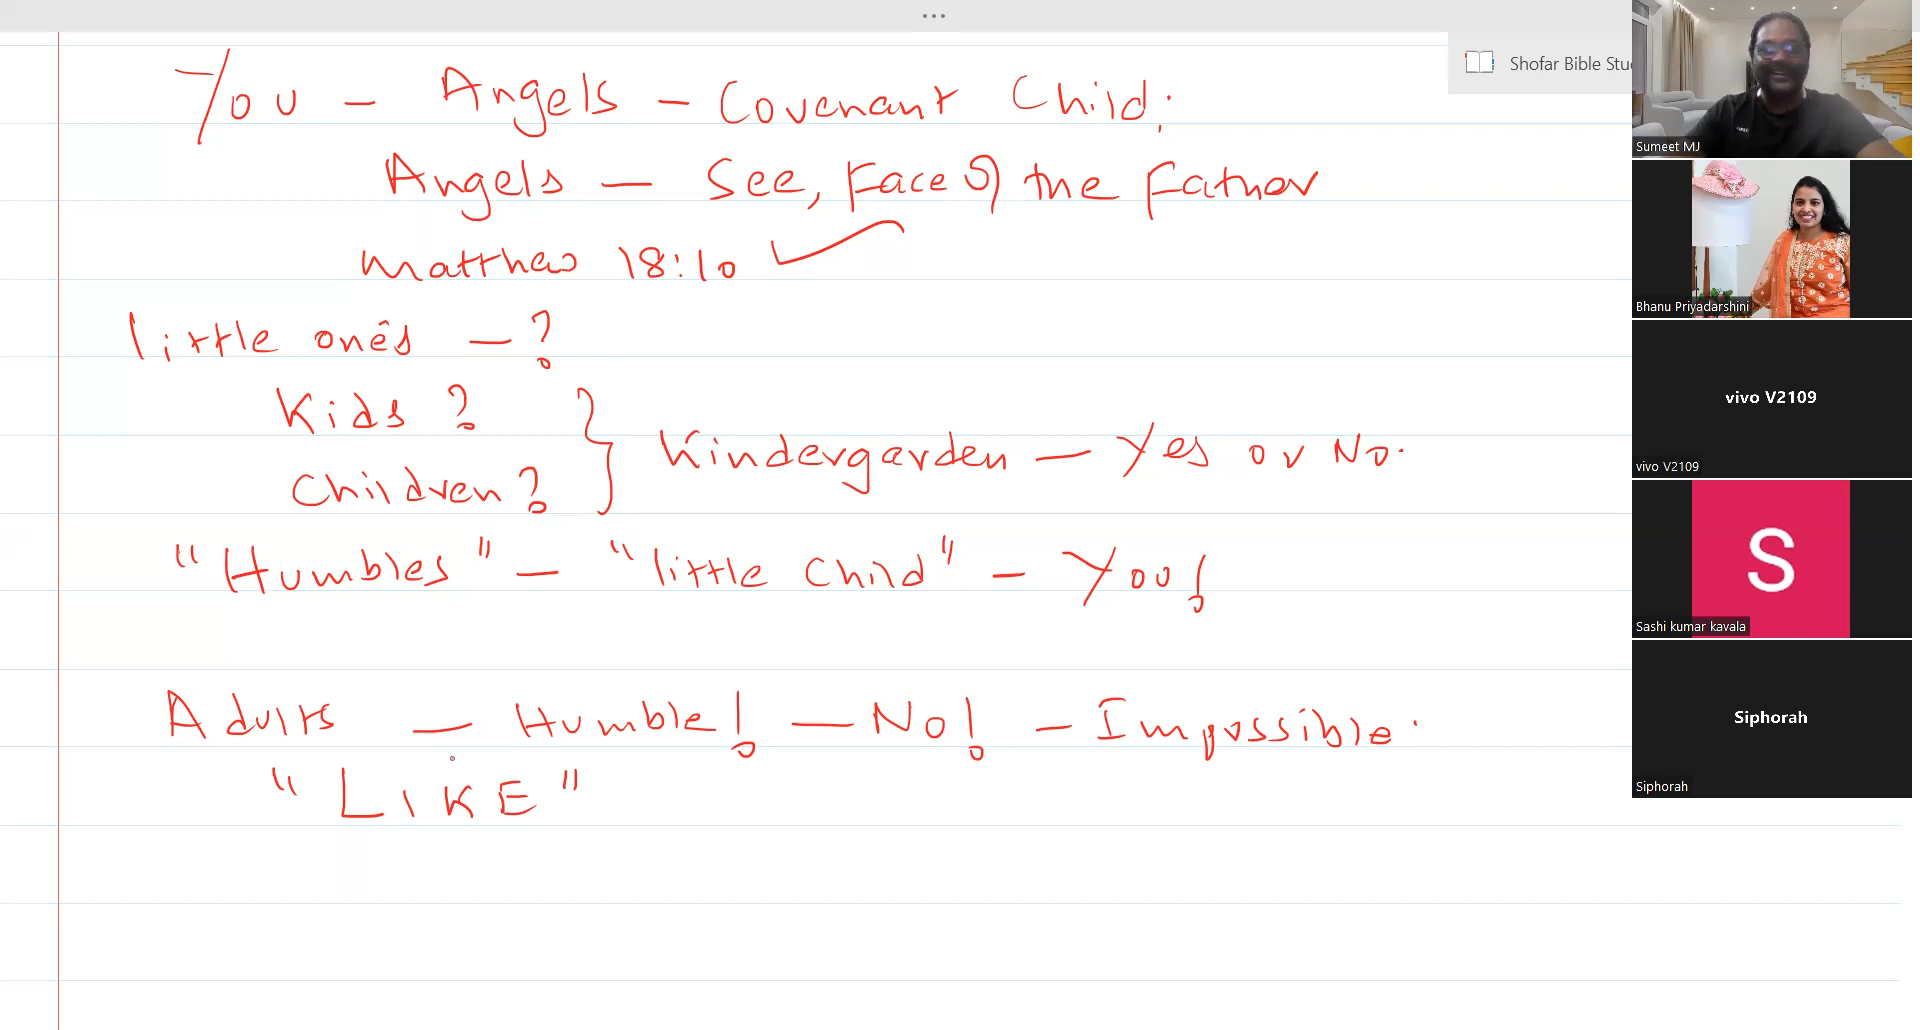 You - Angels - Covenant Child.
Shofar Bible Stu
Angels - See, Face of the Father
Matthew 18:10
little ones - ?
Kids ?
Children ?
Kindergarden - Yes or No.
"Humbles" - "little child" - You!
Adults - Humble! - No! - Impossible.
"LIKE"
Sumeet MJ
Bhanu Priyadarshini
vivo V2109
vivo V2109
S
Sashi kumar kavala
Siphorah
Siphorah